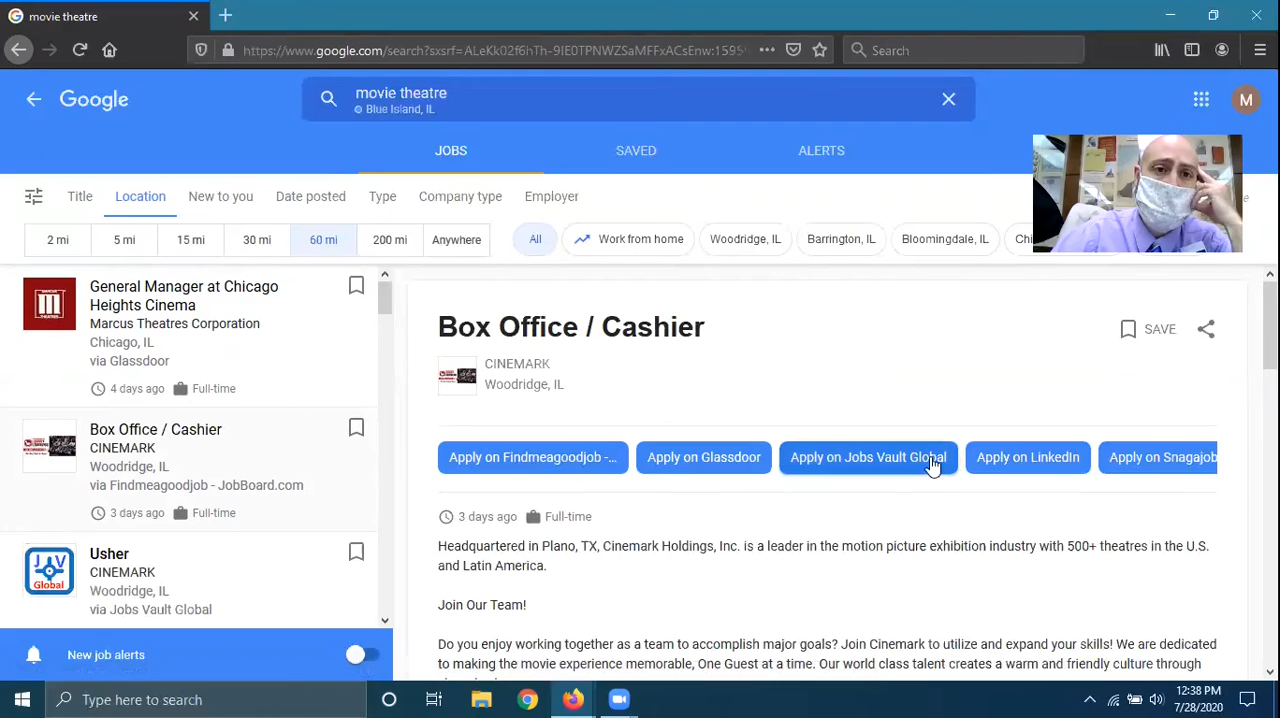 movie theatre
https://www.google.com/search?sxsrf=ALeKk02f6hTh-9IE0TPNWZSaMFFxACsEnw:1595
Search
Google
movie theatre
Blue Island, IL
M
JOBS
SAVED
ALERTS
Title
Location
New to you
Date posted
Type
Company type
Employer
2 mi
5 mi
15 mi
30 mi
60 mi
200 mi
Anywhere
All
Work from home
Woodridge, IL
Barrington, IL
Bloomingdale, IL
Chi
General Manager at Chicago
Heights Cinema
Marcus Theatres Corporation
Chicago, IL
via Glassdoor
4 days ago
Full-time
Box Office / Cashier
CINEMARK
Woodridge, IL
via Findmeagoodjob - JobBoard.com
3 days ago
Full-time
JV
Global
Usher
CINEMARK
Woodridge, IL
via Jobs Vault Global
New job alerts
Box Office / Cashier
SAVE
CINEMARK
Woodridge, IL
Apply on Findmeagoodjob -...
Apply on Glassdoor
Apply on Jobs Vault Global
Apply on LinkedIn
Apply on Snagajob
3 days ago
Full-time
Headquartered in Plano, TX, Cinemark Holdings, Inc. is a leader in the motion picture exhibition industry with 500+ theatres in the U.S.
and Latin America.
Join Our Team!
Do you enjoy working together as a team to accomplish major goals? Join Cinemark to utilize and expand your skills! We are dedicated
to making the movie experience memorable, One Guest at a time. Our world class talent creates a warm and friendly culture through
Type here to search
12:38 PM
7/28/2020